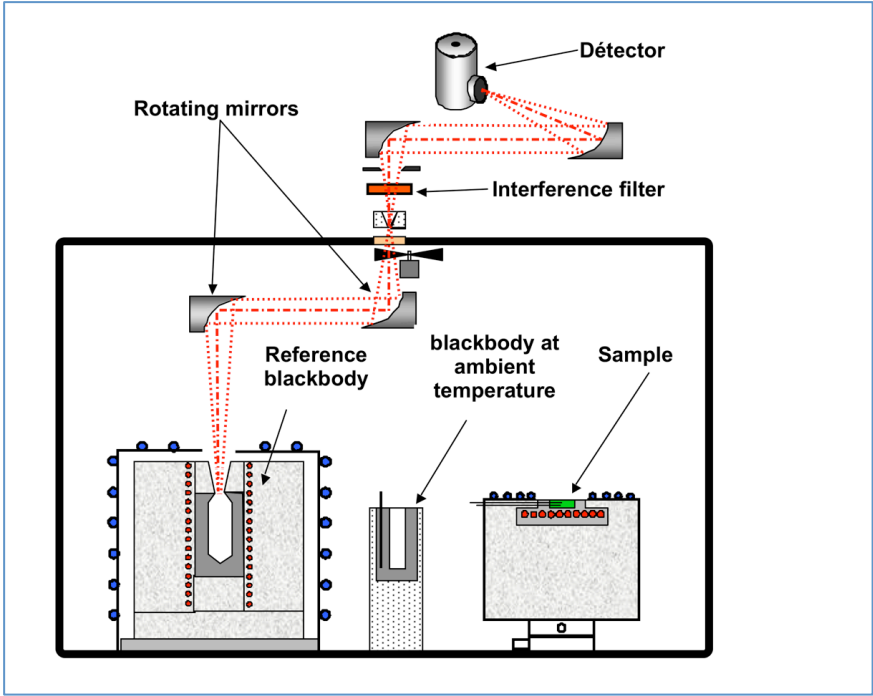 Détector
Rotating mirrors
Interference filter
Reference
blackbody
blackbody at
ambient
temperature
Sample